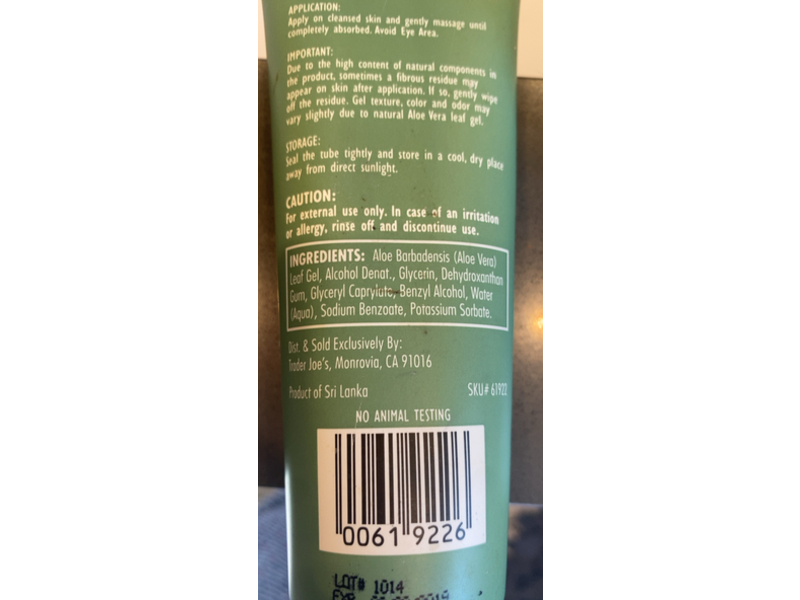 APPLICATION:
Apply on cleansed skin and gently massage until
completely absorbed. Avoid Eye Area.
IMPORTANT:
Due to the high content of natural components in
the product, sometimes a fibrous residue may
appear on skin after application. If so, gently wipe
off the residue. Gel texture, color and odor may
vary slightly due to natural Aloe Vera leaf gel.
STORAGE:
Seal the tube tightly and store in a cool, dry place
away from direct sunlight.
CAUTION:
For external use only. In case of an irritation
or allergy, rinse off and discontinue use.
INGREDIENTS: Aloe Barbadensis (Aloe Vera)
Leaf Gel, Alcohol Denat., Glycerin, Dehydroxanthan
Gum, Glyceryl Caprylate, Benzyl Alcohol, Water
(Aqua), Sodium Benzoate, Potassium Sorbate.
Dist. & Sold Exclusively By:
Trader Joe's, Monrovia, CA 91016
Product of Sri Lanka SKU# 61922
NO ANIMAL TESTING
0061 9226
LOT# 1014
EXP 2019